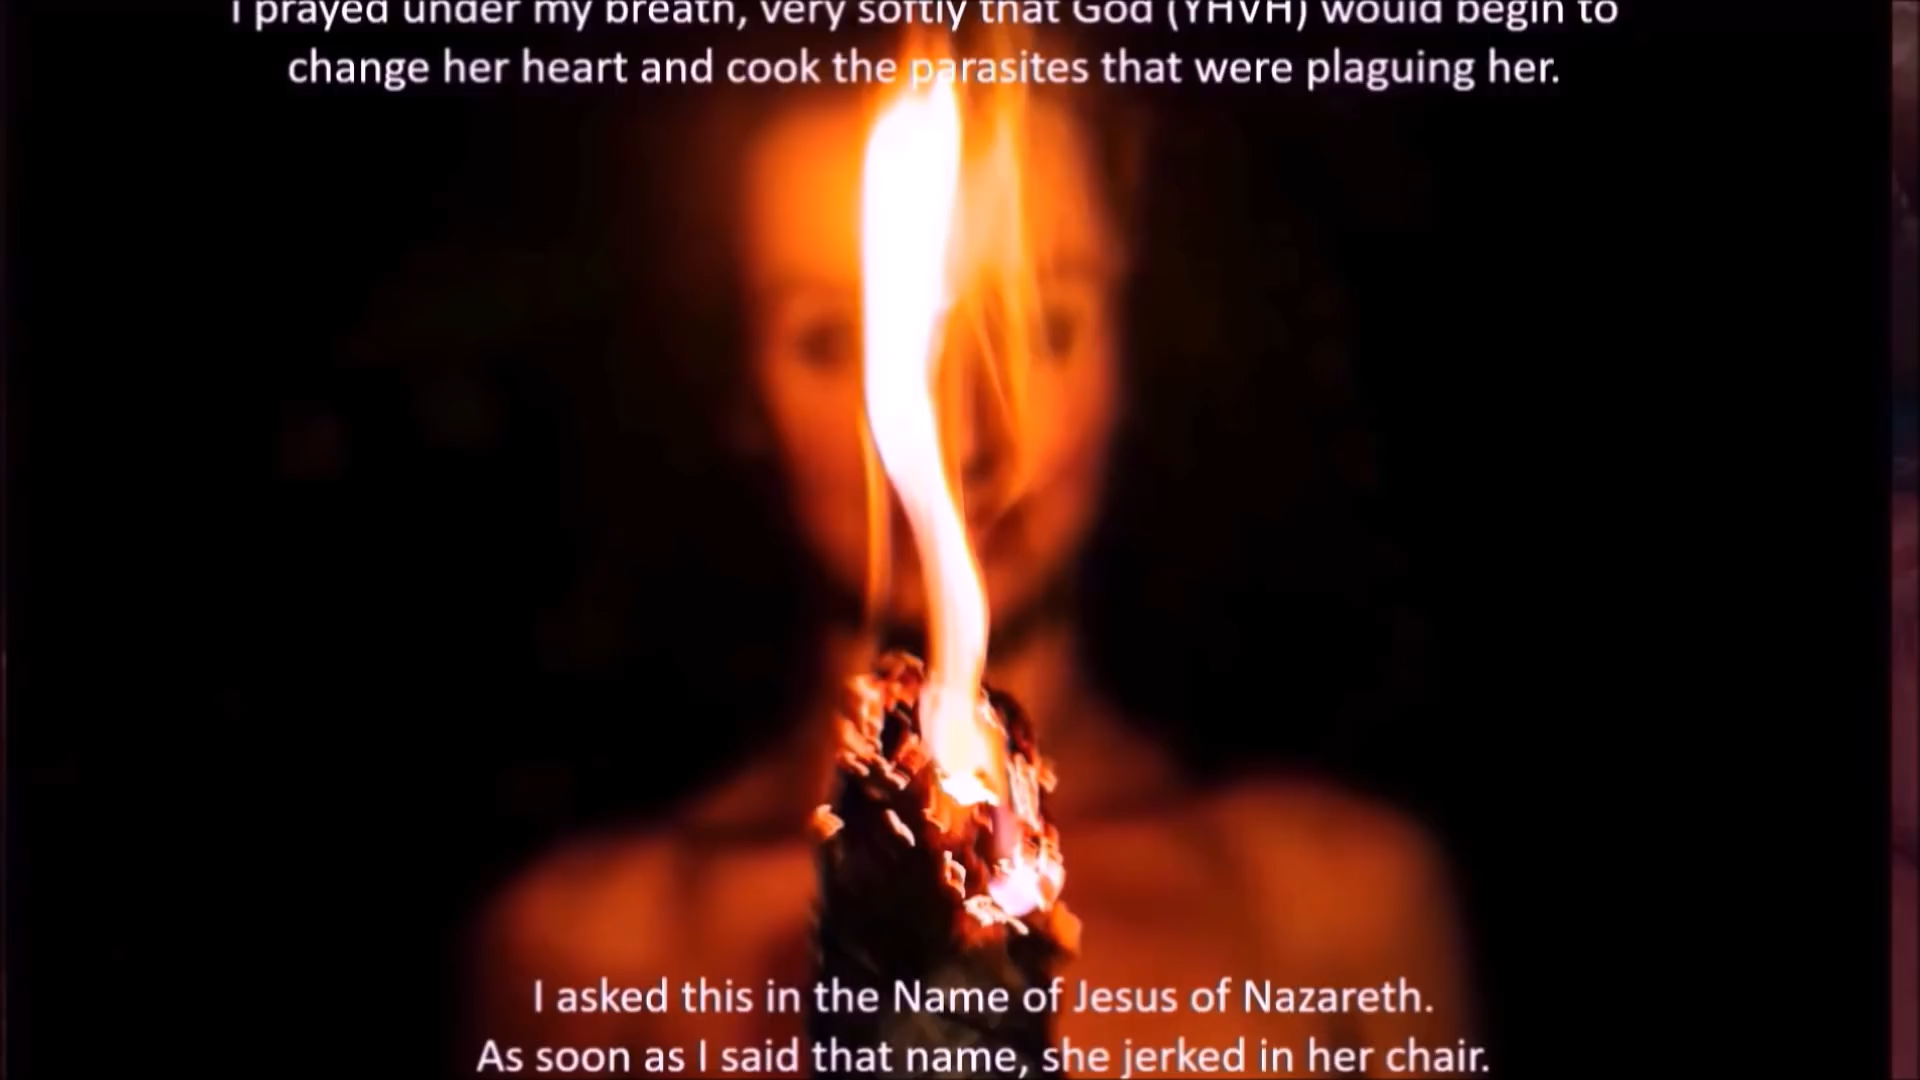 I prayed under my breath, very softly that God (YHVH) would begin to
change her heart and cook the parasites that were plaguing her.
I asked this in the Name of Jesus of Nazareth.
As soon as I said that name, she jerked in her chair.